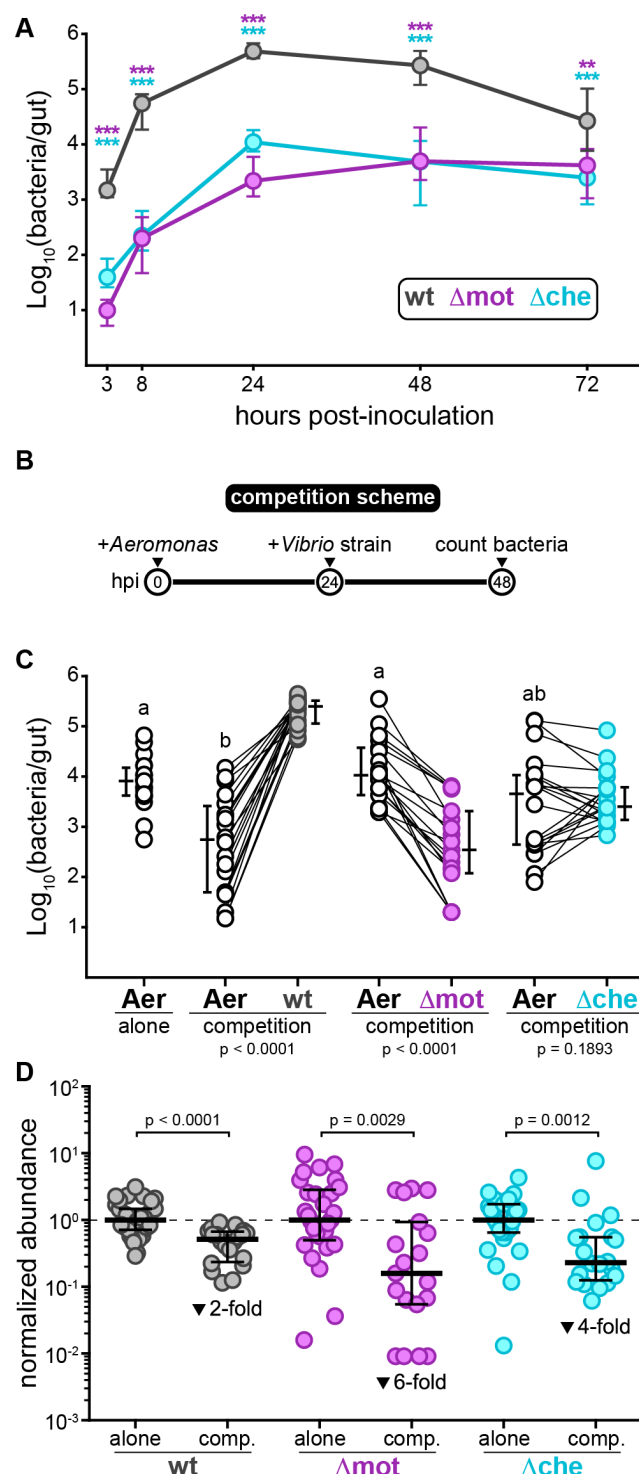 A
Log10(bacteria/gut)
6
5
4
3
2
1
*** *** *** *** **
*** *** *** *** ***
wt Δmot Δche
3 8 24 48 72
hours post-inoculation
B
competition scheme
+Aeromonas +Vibrio strain count bacteria
hpi 0 24 48
C
Log10(bacteria/gut)
6
5
4
3
2
1
a b a ab
Aer Aer wt Aer Δmot Aer Δche
alone competition competition competition
p < 0.0001 p < 0.0001 p = 0.1893
D
normalized abundance
10²
10¹
10⁰
10⁻¹
10⁻²
10⁻³
p < 0.0001 p = 0.0029 p = 0.0012
▼2-fold
▼6-fold
▼4-fold
alone comp. alone comp. alone comp.
wt Δmot Δche